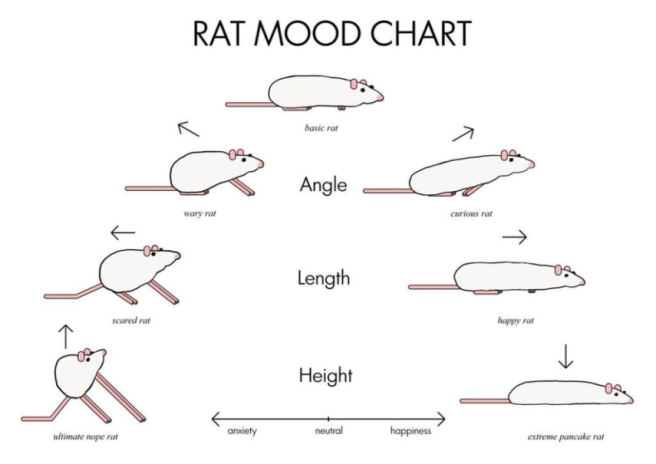 RAT MOOD CHART
basic rat
Angle
wary rat
curious rat
Length
scared rat
happy rat
Height
anxiety neutral happiness
ultimate nope rat
extreme pancake rat